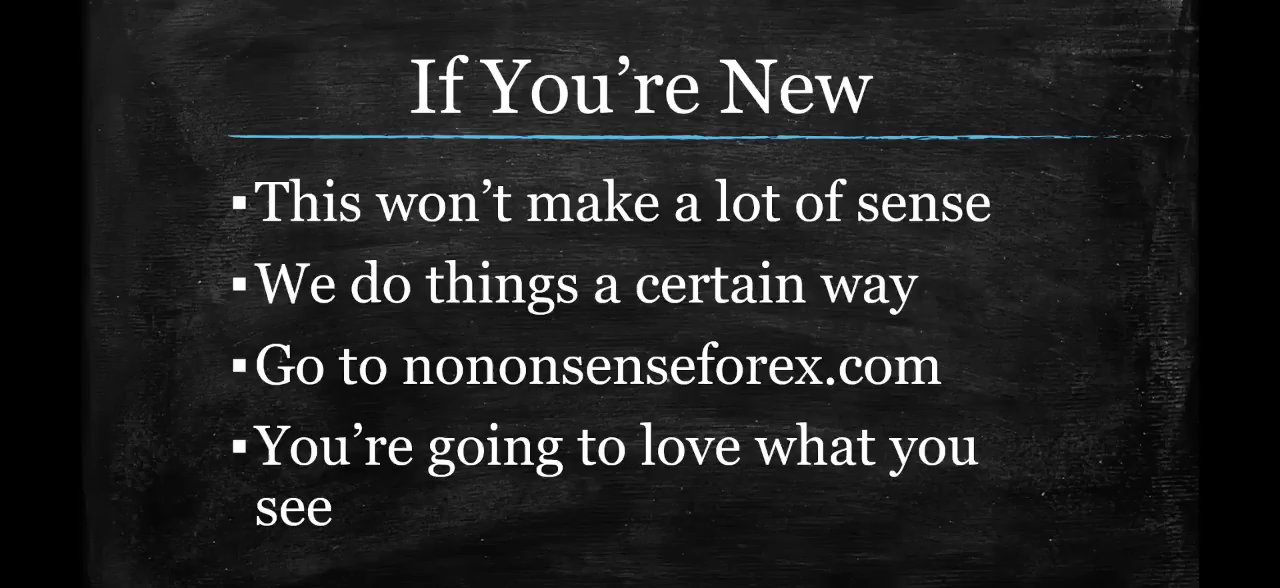 If You’re New
▪This won’t make a lot of sense
▪We do things a certain way
▪Go to nononsenseforex.com
▪You’re going to love what you
see